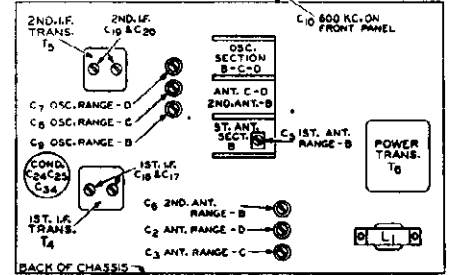 C10 600 KC. ON
FRONT PANEL
2ND. I.F.
TRANS.
T5
2ND. I.F.
C19 & C20
OSC.
SECTION
B-C-D
ANT. C-D
2ND. ANT.-B
1ST. ANT.
SECT.
B
C7 OSC. RANGE-D
C8 OSC. RANGE-C
C9 OSC. RANGE-B
C5 1ST. ANT.
RANGE-B
POWER
TRANS.
T6
COND.
C24 C25
C34
1ST. I.F.
C16 & C17
1ST. I.F.
TRANS.
T4
C6 2ND. ANT.
RANGE-B
C2 ANT. RANGE-D
C3 ANT. RANGE-C
L1
BACK OF CHASSIS